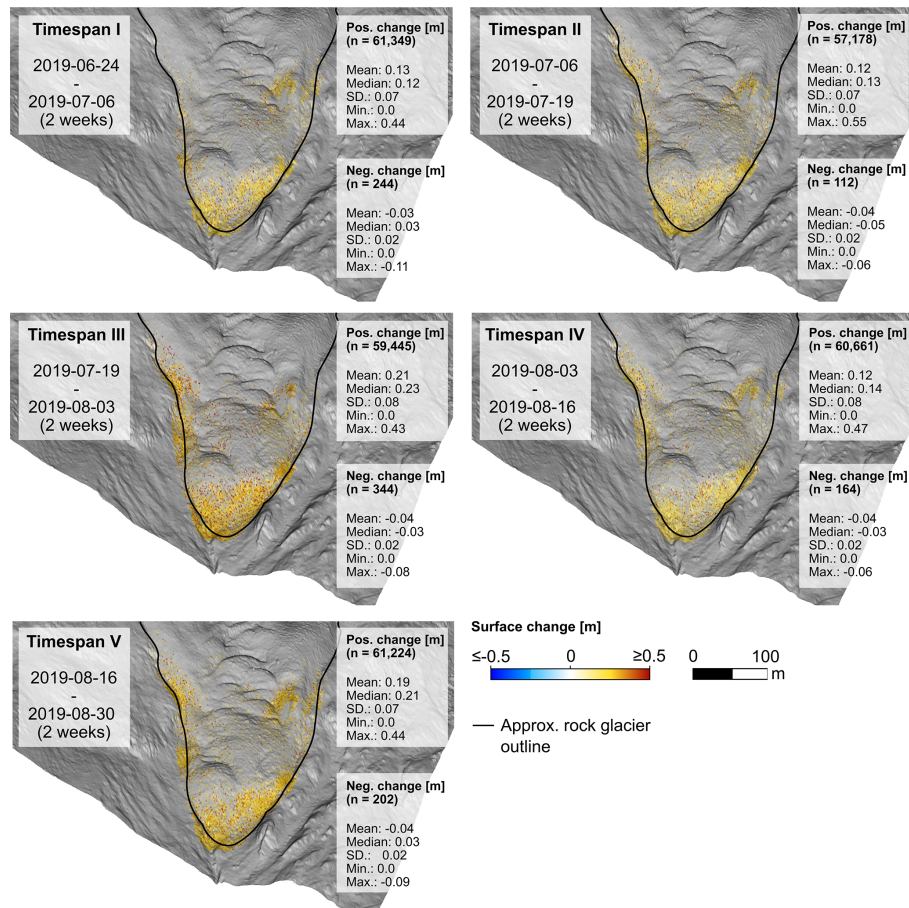 Timespan I
2019-06-24
-
2019-07-06
(2 weeks)
Pos. change [m]
(n = 61,349)
Mean: 0.13
Median: 0.12
SD.: 0.07
Min.: 0.0
Max.: 0.44
Neg. change [m]
(n = 244)
Mean: -0.03
Median: 0.03
SD.: 0.02
Min.: 0.0
Max.: -0.11
Timespan II
2019-07-06
-
2019-07-19
(2 weeks)
Pos. change [m]
(n = 57,178)
Mean: 0.12
Median: 0.13
SD.: 0.07
Min.: 0.0
Max.: 0.55
Neg. change [m]
(n = 112)
Mean: -0.04
Median: -0.05
SD.: 0.02
Min.: 0.0
Max.: -0.06
Timespan III
2019-07-19
-
2019-08-03
(2 weeks)
Pos. change [m]
(n = 59,445)
Mean: 0.21
Median: 0.23
SD.: 0.08
Min.: 0.0
Max.: 0.43
Neg. change [m]
(n = 344)
Mean: -0.04
Median: -0.03
SD.: 0.02
Min.: 0.0
Max.: -0.08
Timespan IV
2019-08-03
-
2019-08-16
(2 weeks)
Pos. change [m]
(n = 60,661)
Mean: 0.12
Median: 0.14
SD.: 0.08
Min.: 0.0
Max.: 0.47
Neg. change [m]
(n = 164)
Mean: -0.04
Median: -0.03
SD.: 0.02
Min.: 0.0
Max.: -0.06
Timespan V
2019-08-16
-
2019-08-30
(2 weeks)
Pos. change [m]
(n = 61,224)
Mean: 0.19
Median: 0.21
SD.: 0.07
Min.: 0.0
Max.: 0.44
Neg. change [m]
(n = 202)
Mean: -0.04
Median: 0.03
SD.: 0.02
Min.: 0.0
Max.: -0.09
Surface change [m]
≤-0.5 0 ≥0.5
0 100
m
Approx. rock glacier
outline